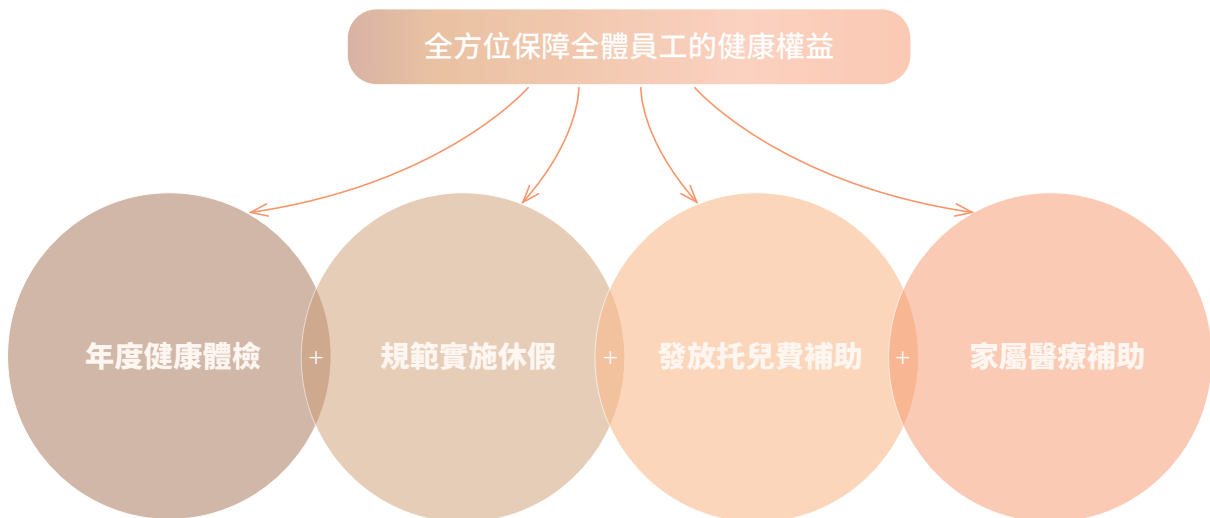 全方位保障全體員工的健康權益
年度健康體檢
+
規範實施休假
+
發放托兒費補助
+
家屬醫療補助